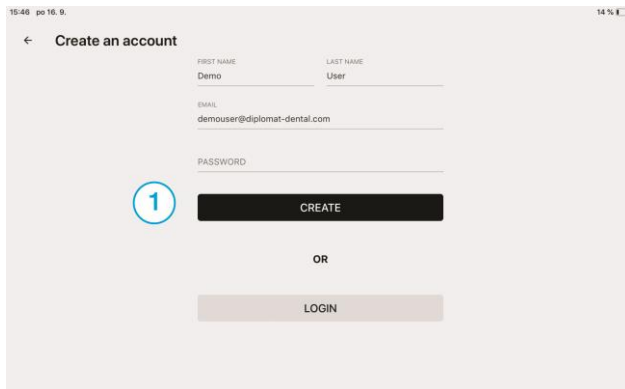 15:46 po 16. 9. 14 %
← Create an account
FIRST NAME LAST NAME
Demo User
EMAIL
demouser@diplomat-dental.com
PASSWORD
1 CREATE
OR
LOGIN